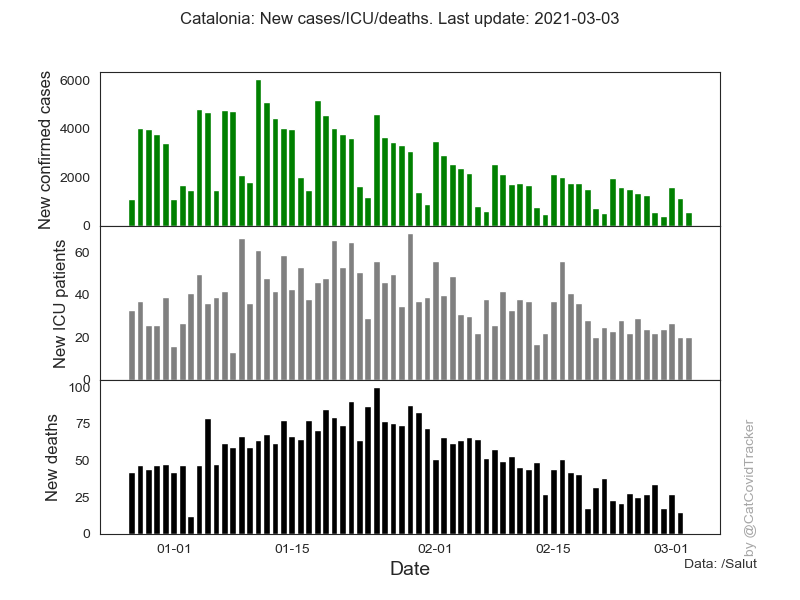 Catalonia: New cases/ICU/deaths. Last update: 2021-03-03
New confirmed cases
6000
4000
2000
0
New ICU patients
60
40
20
0
New deaths
100
75
50
25
0
01-01
01-15
02-01
02-15
03-01
Date
by @CatCovidTracker
Data: /Salut